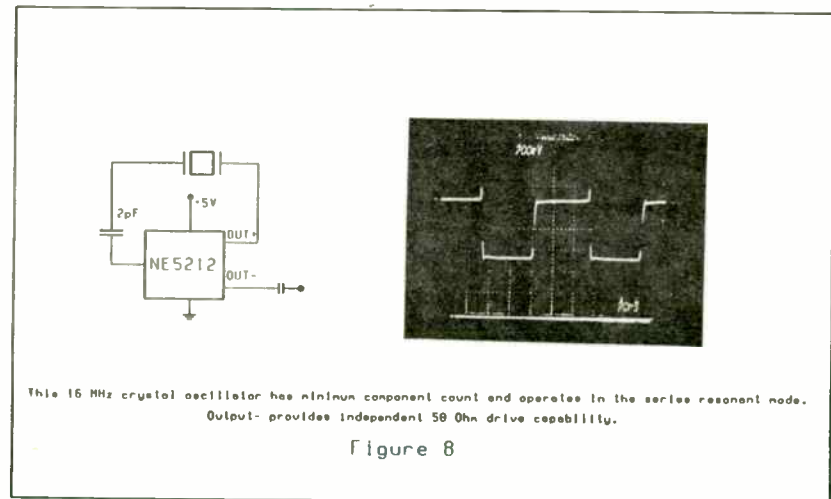 2pF
+5V
OUT+
NE5212
OUT-
This 16 MHz crystal oscillator has minimum component count and operates in the series resonant mode.
Output- provides independent 50 Ohm drive capability.
Figure 8